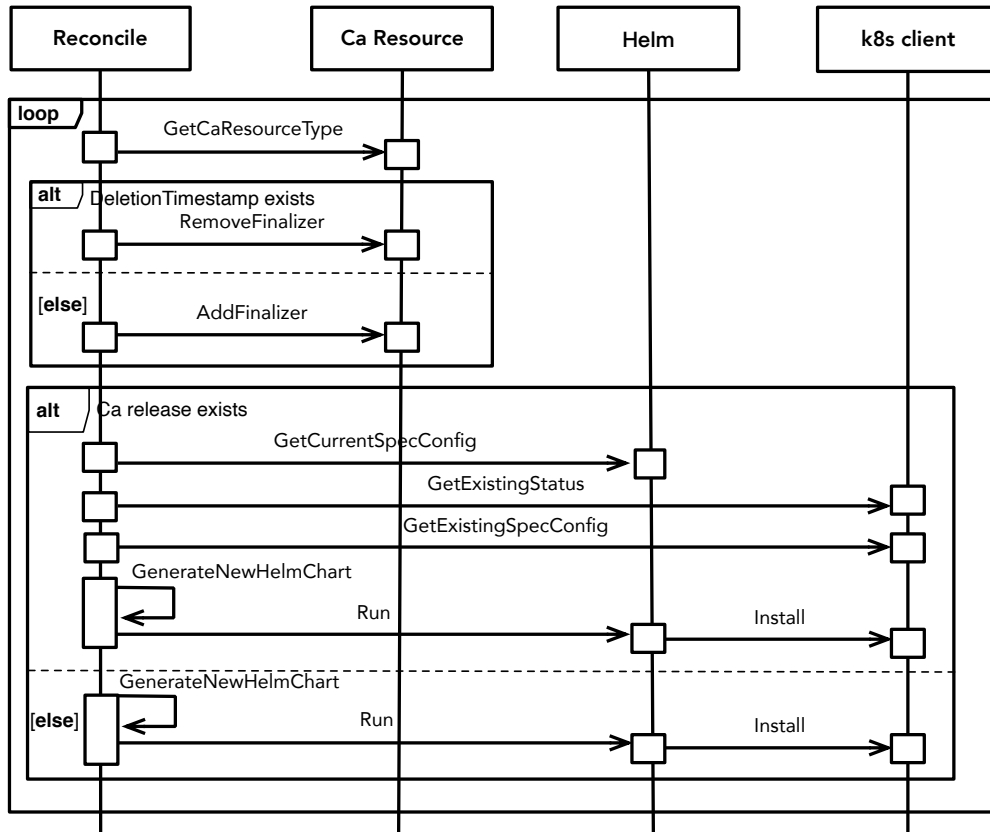 Reconcile
Ca Resource
Helm
k8s client
loop
GetCaResourceType
alt
DeletionTimestamp exists
RemoveFinalizer
[else]
AddFinalizer
alt
Ca release exists
GetCurrentSpecConfig
GetExistingStatus
GetExistingSpecConfig
GenerateNewHelmChart
Run
Install
GenerateNewHelmChart
[else]
Run
Install